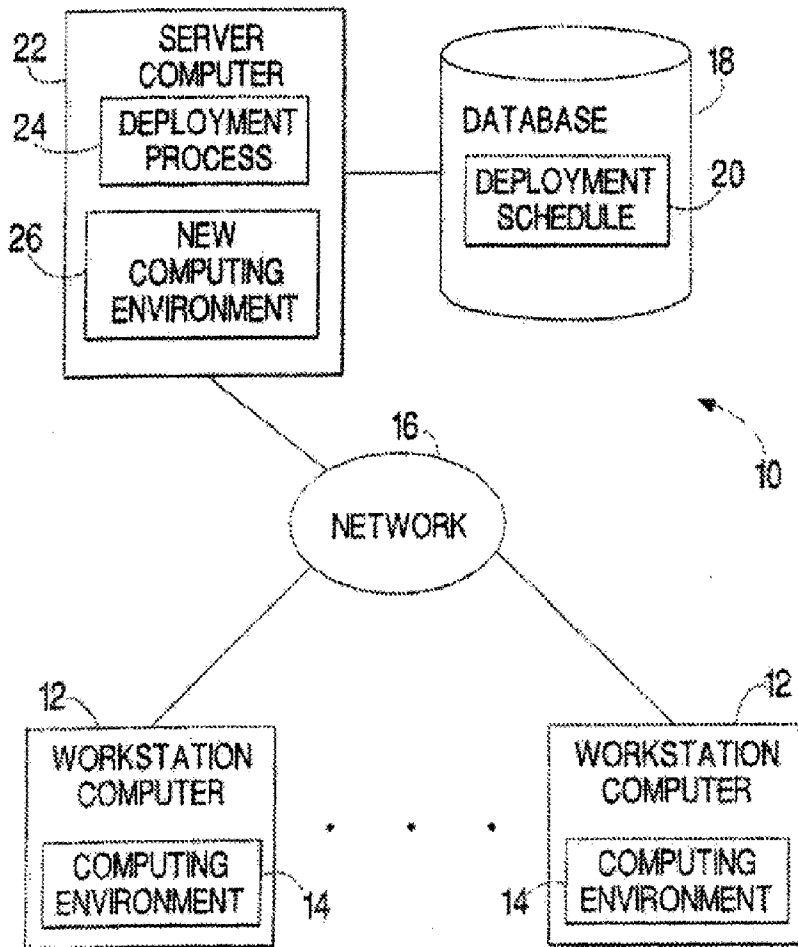 22
SERVER
COMPUTER
24
DEPLOYMENT
PROCESS
26
NEW
COMPUTING
ENVIRONMENT
18
DATABASE
DEPLOYMENT
SCHEDULE
20
16
NETWORK
10
12
WORKSTATION
COMPUTER
COMPUTING
ENVIRONMENT
14
12
WORKSTATION
COMPUTER
COMPUTING
ENVIRONMENT
14